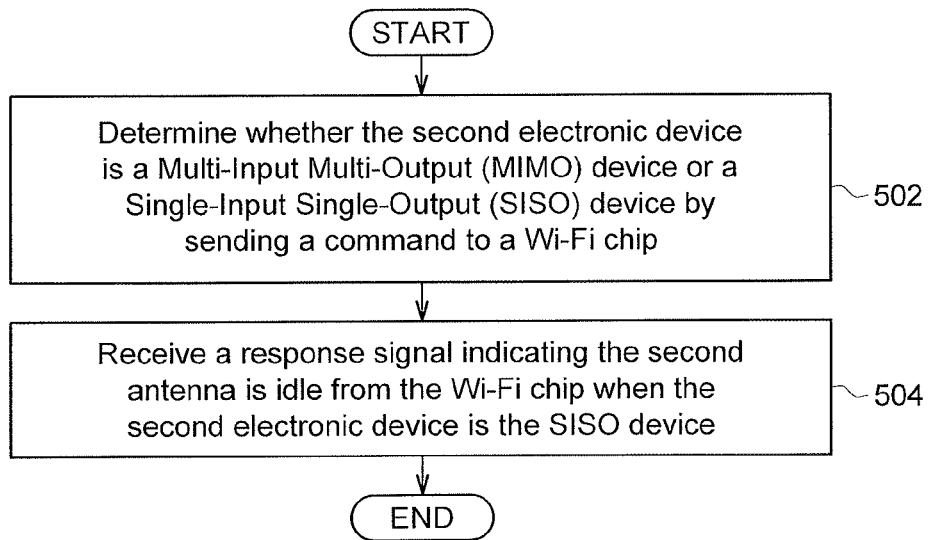 START
Determine whether the second electronic device
is a Multi-Input Multi-Output (MIMO) device or a
Single-Input Single-Output (SISO) device by
sending a command to a Wi-Fi chip
502
Receive a response signal indicating the second
antenna is idle from the Wi-Fi chip when the
second electronic device is the SISO device
504
END